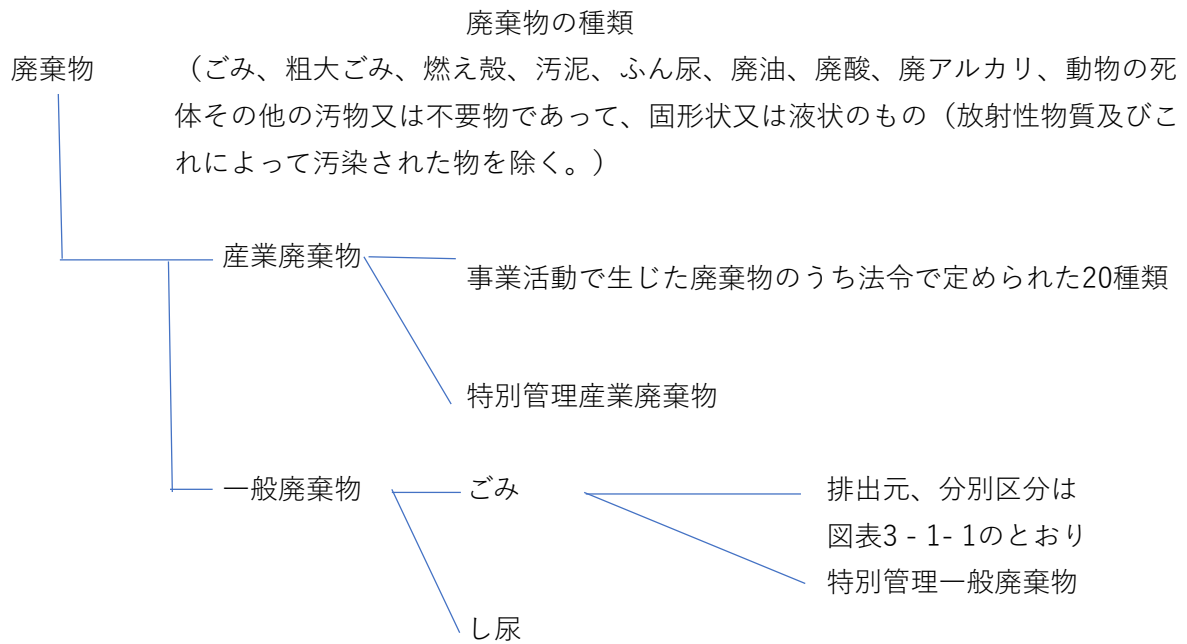 廃棄物の種類
廃棄物
（ごみ、粗大ごみ、燃え殻、汚泥、ふん尿、廃油、廃酸、廃アルカリ、動物の死
体その他の汚物又は不要物であって、固形状又は液状のもの（放射性物質及びこ
れによって汚染された物を除く。）
産業廃棄物
事業活動で生じた廃棄物のうち法令で定められた20種類
特別管理産業廃棄物
一般廃棄物
ごみ
排出元、分別区分は
図表3 - 1- 1のとおり
特別管理一般廃棄物
し尿